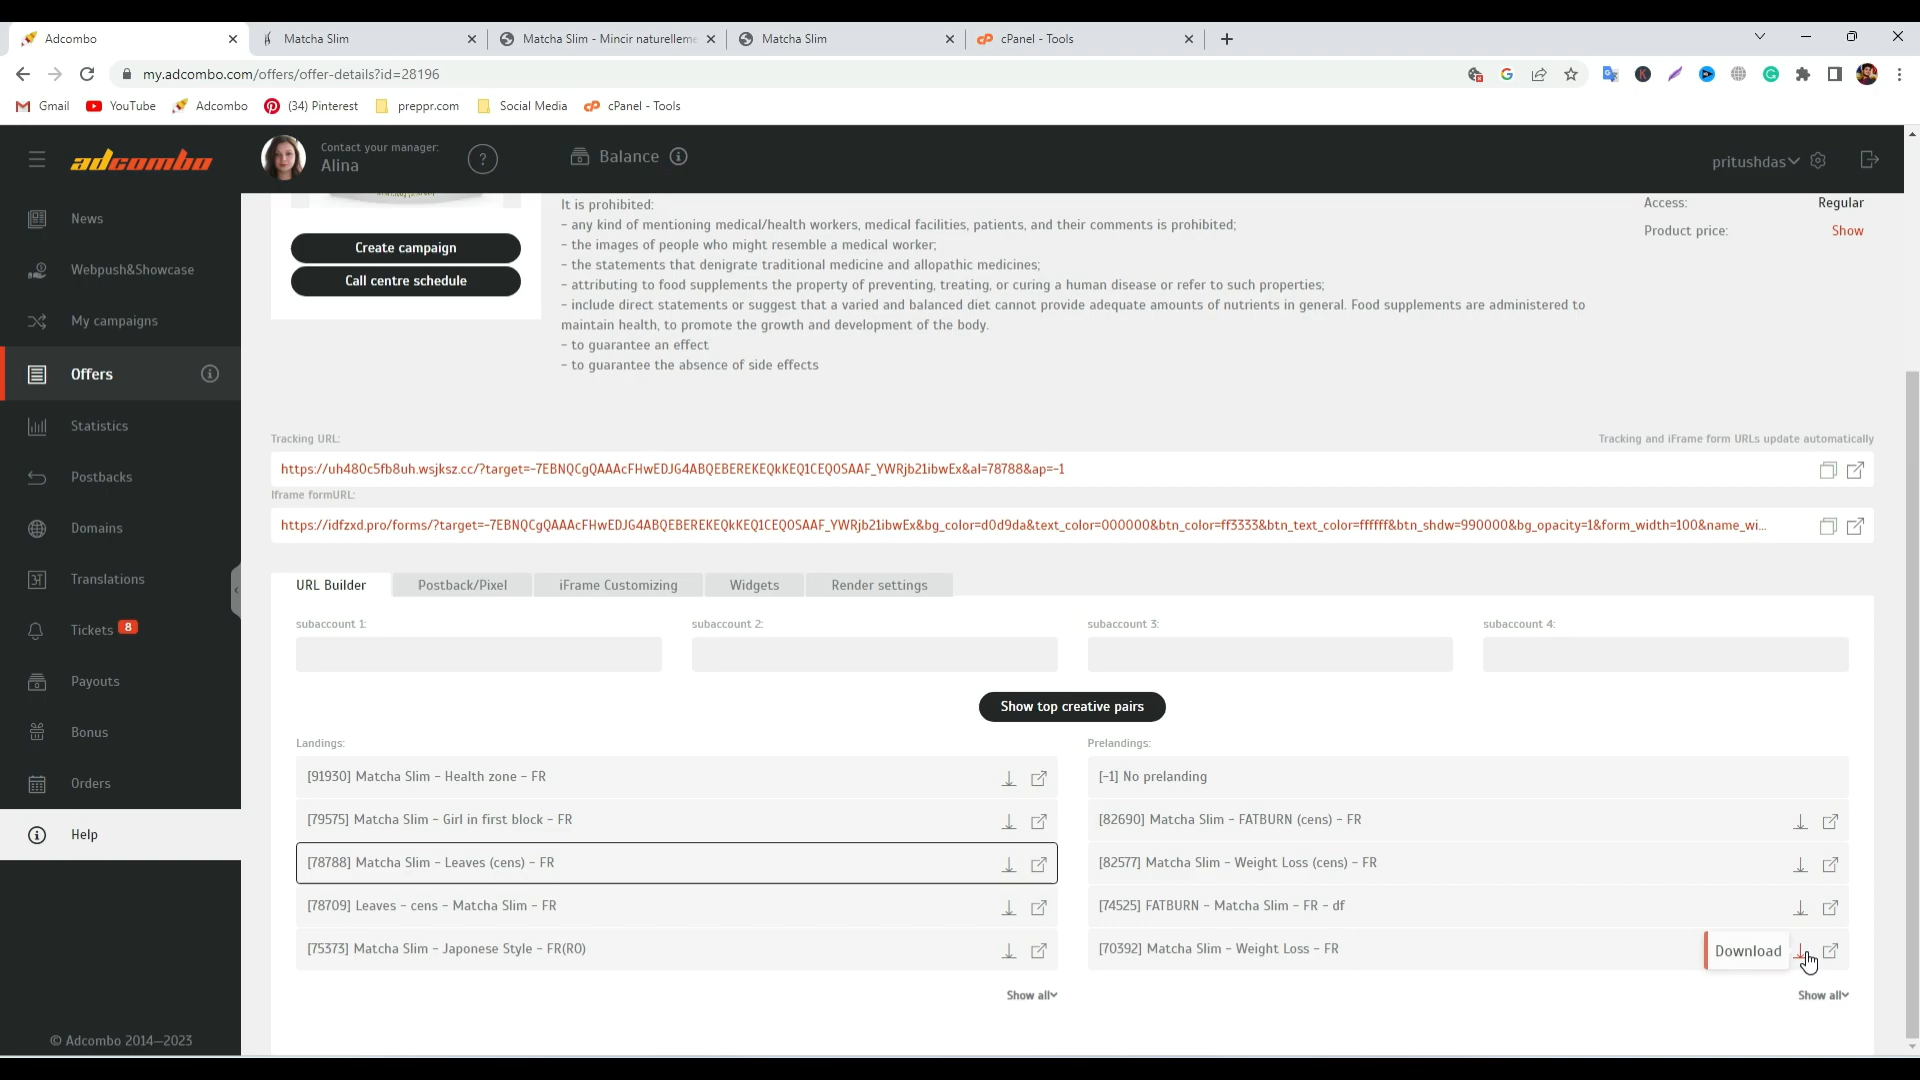 Adcombo
Matcha Slim
Matcha Slim - Mincir naturelleme
Matcha Slim
cPanel - Tools
my.adcombo.com/offers/offer-details?id=28196
Gmail
YouTube
Adcombo
(34) Pinterest
preppr.com
Social Media
cPanel - Tools
adcombo
Contact your manager:
Alina
?
Balance
pritushdas
News
Webpush&Showcase
My campaigns
Offers
Statistics
Postbacks
Domains
Translations
Tickets 8
Payouts
Bonus
Orders
Help
© Adcombo 2014—2023
Create campaign
Call centre schedule
It is prohibited:
- any kind of mentioning medical/health workers, medical facilities, patients, and their comments is prohibited;
- the images of people who might resemble a medical worker;
- the statements that denigrate traditional medicine and allopathic medicines;
- attributing to food supplements the property of preventing, treating, or curing a human disease or refer to such properties;
- include direct statements or suggest that a varied and balanced diet cannot provide adequate amounts of nutrients in general. Food supplements are administered to
maintain health, to promote the growth and development of the body.
- to guarantee an effect
- to guarantee the absence of side effects
Access: Regular
Product price: Show
Tracking URL:
Tracking and iFrame form URLs update automatically
https://uh480c5fb8uh.wsjksz.cc/?target=-7EBNQCgQAAAcFHwEDJG4ABQEBEREKEQkKEQ1CEQOSAAF_YWRjb21ibwEx&al=78788&ap=-1
Iframe formURL:
https://idfzxd.pro/forms/?target=-7EBNQCgQAAAcFHwEDJG4ABQEBEREKEQkKEQ1CEQOSAAF_YWRjb21ibwEx&bg_color=d0d9da&text_color=000000&btn_color=ff3333&btn_text_color=ffffff&btn_shdw=990000&bg_opacity=1&form_width=100&name_wi...
URL Builder
Postback/Pixel
iFrame Customizing
Widgets
Render settings
subaccount 1:
subaccount 2:
subaccount 3:
subaccount 4:
Show top creative pairs
Landings:
[91930] Matcha Slim - Health zone - FR
[79575] Matcha Slim - Girl in first block - FR
[78788] Matcha Slim - Leaves (cens) - FR
[78709] Leaves - cens - Matcha Slim - FR
[75373] Matcha Slim - Japonese Style - FR(RO)
Show all
Prelandings:
[-1] No prelanding
[82690] Matcha Slim - FATBURN (cens) - FR
[82577] Matcha Slim - Weight Loss (cens) - FR
[74525] FATBURN - Matcha Slim - FR - df
[70392] Matcha Slim - Weight Loss - FR
Download
Show all